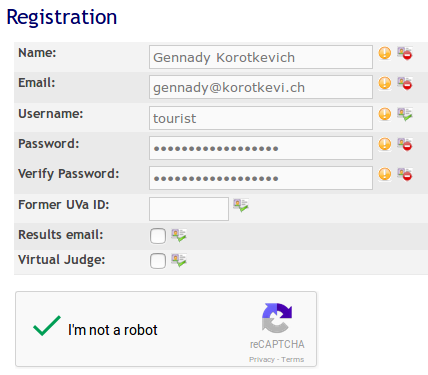 Registration
Name: Gennady Korotkevich
Email: gennady@korotkevi.ch
Username: tourist
Password: •••••••••••••••••
Verify Password: •••••••••••••••••
Former UVa ID:
Results email:
Virtual Judge:
I'm not a robot
reCAPTCHA
Privacy - Terms